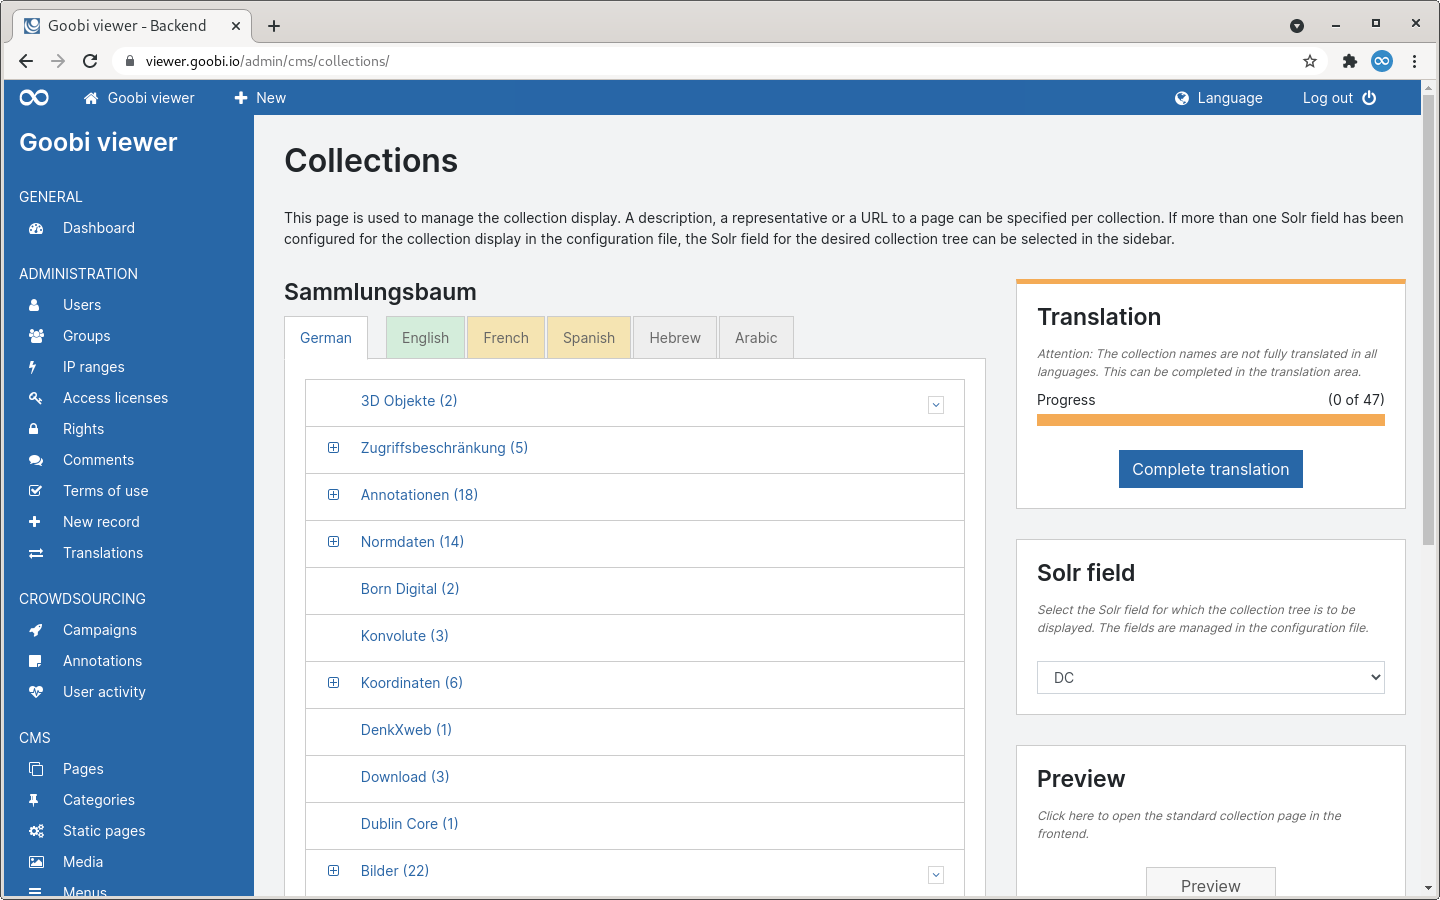 Goobi viewer - Backend
viewer.goobi.io/admin/cms/collections/
Goobi viewer
New
Language
Log out
Goobi viewer
GENERAL
Dashboard
ADMINISTRATION
Users
Groups
IP ranges
Access licenses
Rights
Comments
Terms of use
New record
Translations
CROWDSOURCING
Campaigns
Annotations
User activity
CMS
Pages
Categories
Static pages
Media
Menus
Collections
This page is used to manage the collection display. A description, a representative or a URL to a page can be specified per collection. If more than one Solr field has been
configured for the collection display in the configuration file, the Solr field for the desired collection tree can be selected in the sidebar.
Sammlungsbaum
German
English
French
Spanish
Hebrew
Arabic
3D Objekte (2)
Zugriffsbeschränkung (5)
Annotationen (18)
Normdaten (14)
Born Digital (2)
Konvolute (3)
Koordinaten (6)
DenkXweb (1)
Download (3)
Dublin Core (1)
Bilder (22)
Translation
Attention: The collection names are not fully translated in all
languages. This can be completed in the translation area.
Progress (0 of 47)
Complete translation
Solr field
Select the Solr field for which the collection tree is to be
displayed. The fields are managed in the configuration file.
DC
Preview
Click here to open the standard collection page in the
frontend.
Preview